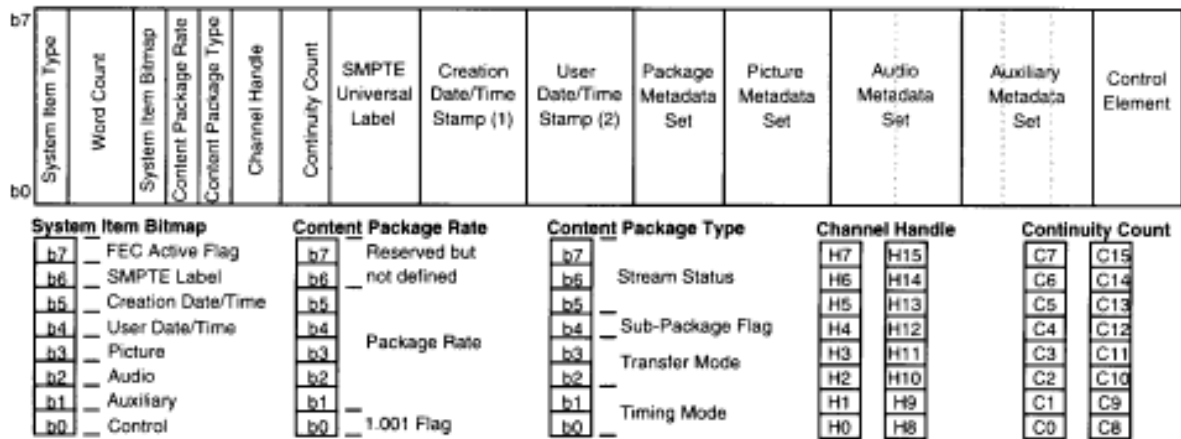 b7
System Item Type
Word Count
System Item Bitmap
Content Package Rate
Content Package Type
Channel Handle
Continuity Count
SMPTE
Universal
Label
Creation
Date/Time
Stamp (1)
User
Date/Time
Stamp (2)
Package
Metadata
Set
Picture
Metadata
Set
Audio
Metadata
Set
Auxiliary
Metadata
Set
Control
Element
b0
System Item Bitmap
b7 FEC Active Flag
b6 SMPTE Label
b5 Creation Date/Time
b4 User Date/Time
b3 Picture
b2 Audio
b1 Auxiliary
b0 Control
Content Package Rate
b7 Reserved but
b6 not defined
b5
b4
Package Rate
b3
b2
b1
b0 1.001 Flag
Content Package Type
b7
b6 Stream Status
b5
b4 Sub-Package Flag
b3
Transfer Mode
b2
b1
Timing Mode
b0
Channel Handle
H7 H15
H6 H14
H5 H13
H4 H12
H3 H11
H2 H10
H1 H9
H0 H8
Continuity Count
C7 C15
C6 C14
C5 C13
C4 C12
C3 C11
C2 C10
C1 C9
C0 C8